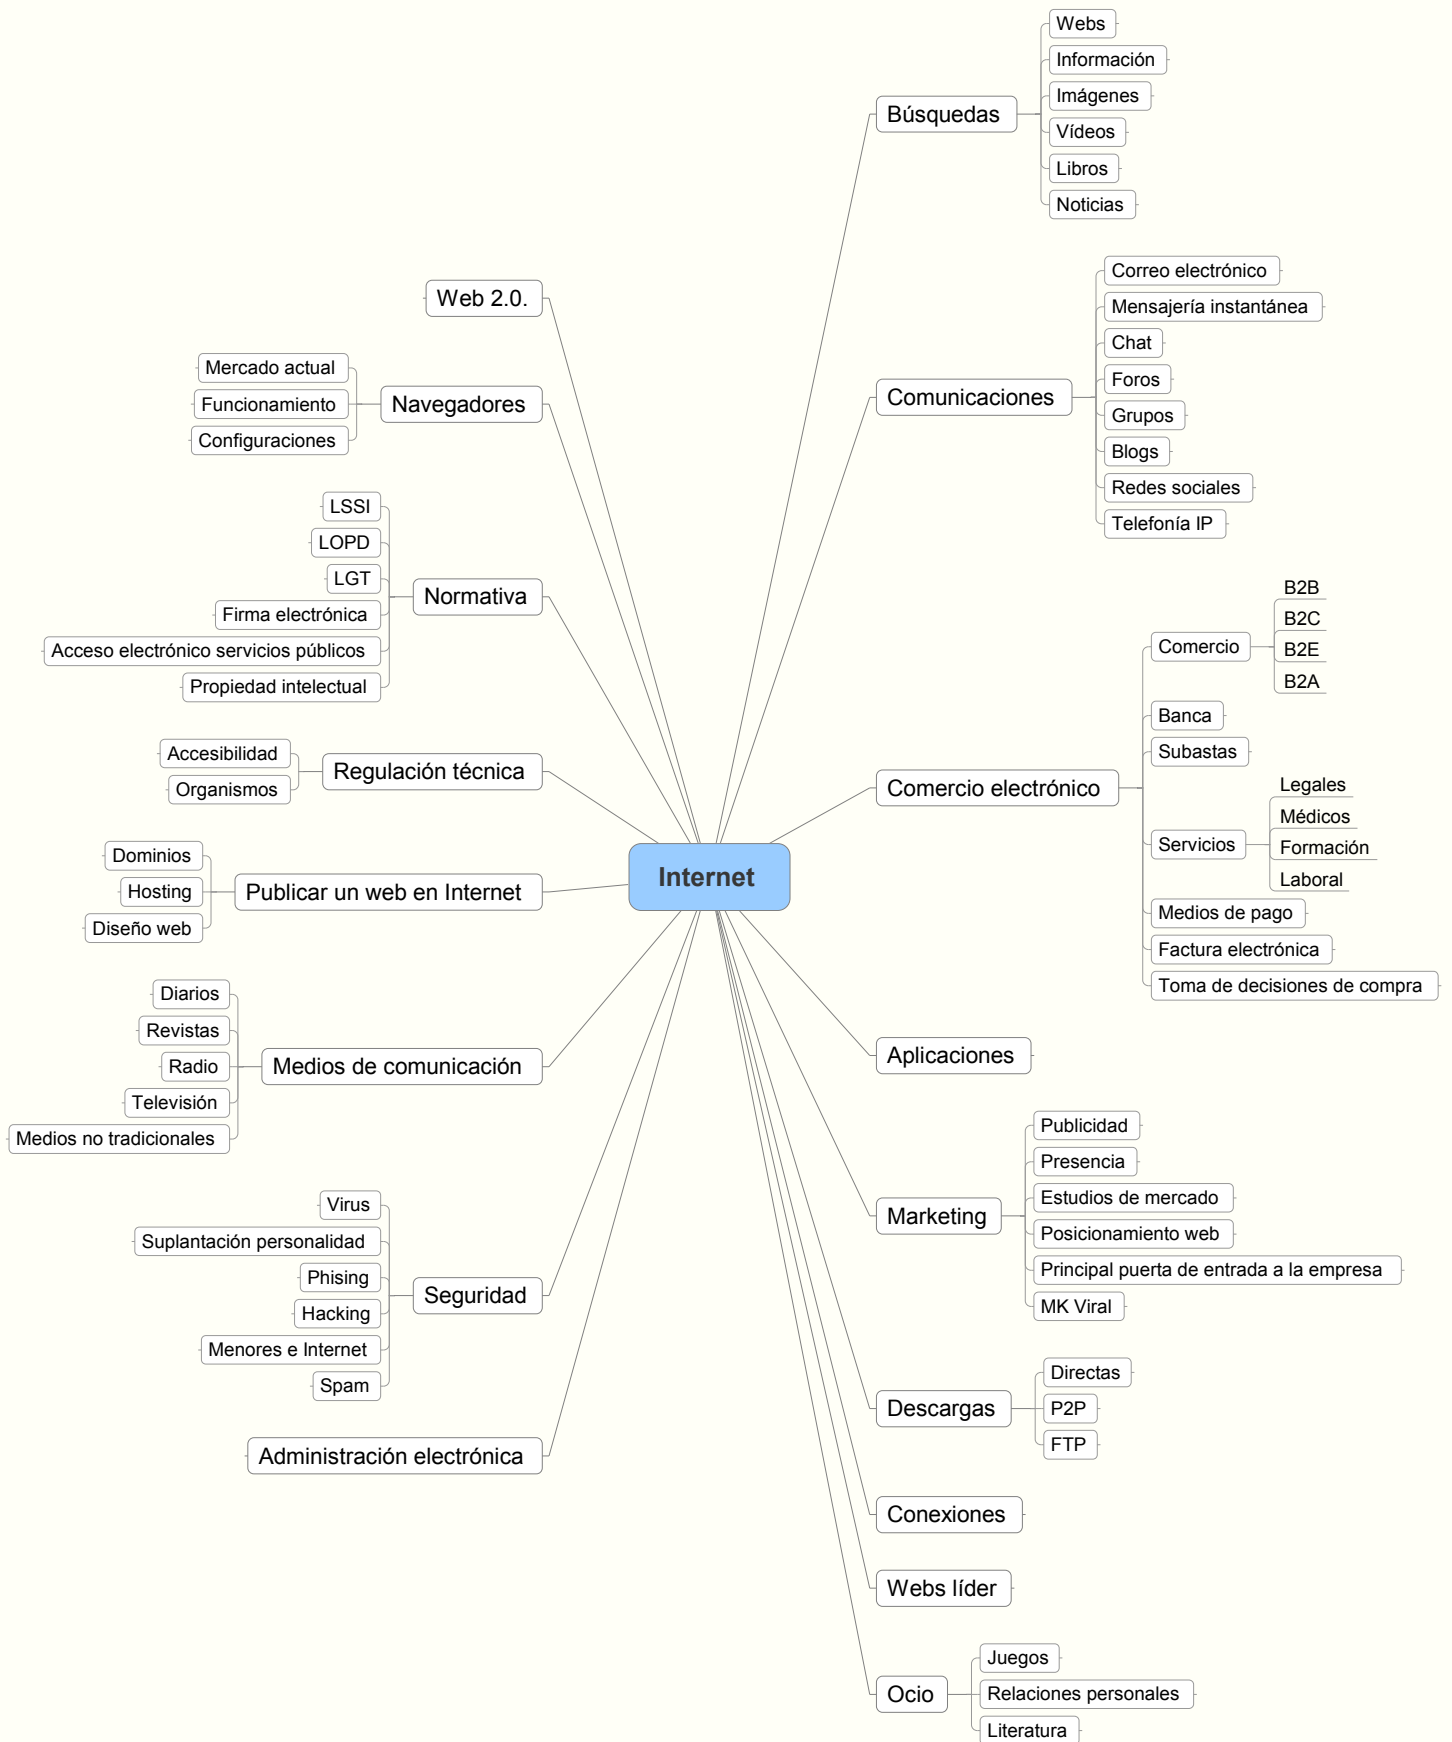 Internet
Búsquedas
Webs
Información
Imágenes
Vídeos
Libros
Noticias
Comunicaciones
Correo electrónico
Mensajería instantánea
Chat
Foros
Grupos
Blogs
Redes sociales
Telefonía IP
Comercio electrónico
Comercio
B2B
B2C
B2E
B2A
Banca
Subastas
Servicios
Legales
Médicos
Formación
Laboral
Medios de pago
Factura electrónica
Toma de decisiones de compra
Aplicaciones
Marketing
Publicidad
Presencia
Estudios de mercado
Posicionamiento web
Principal puerta de entrada a la empresa
MK Viral
Descargas
Directas
P2P
FTP
Conexiones
Webs líder
Ocio
Juegos
Relaciones personales
Literatura
Web 2.0.
Navegadores
Mercado actual
Funcionamiento
Configuraciones
Normativa
LSSI
LOPD
LGT
Firma electrónica
Acceso electrónico servicios públicos
Propiedad intelectual
Regulación técnica
Accesibilidad
Organismos
Publicar un web en Internet
Dominios
Hosting
Diseño web
Medios de comunicación
Diarios
Revistas
Radio
Televisión
Medios no tradicionales
Seguridad
Virus
Suplantación personalidad
Phising
Hacking
Menores e Internet
Spam
Administración electrónica